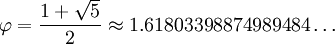 φ = (1 + √5) / 2 ≈ 1.61803398874989484...